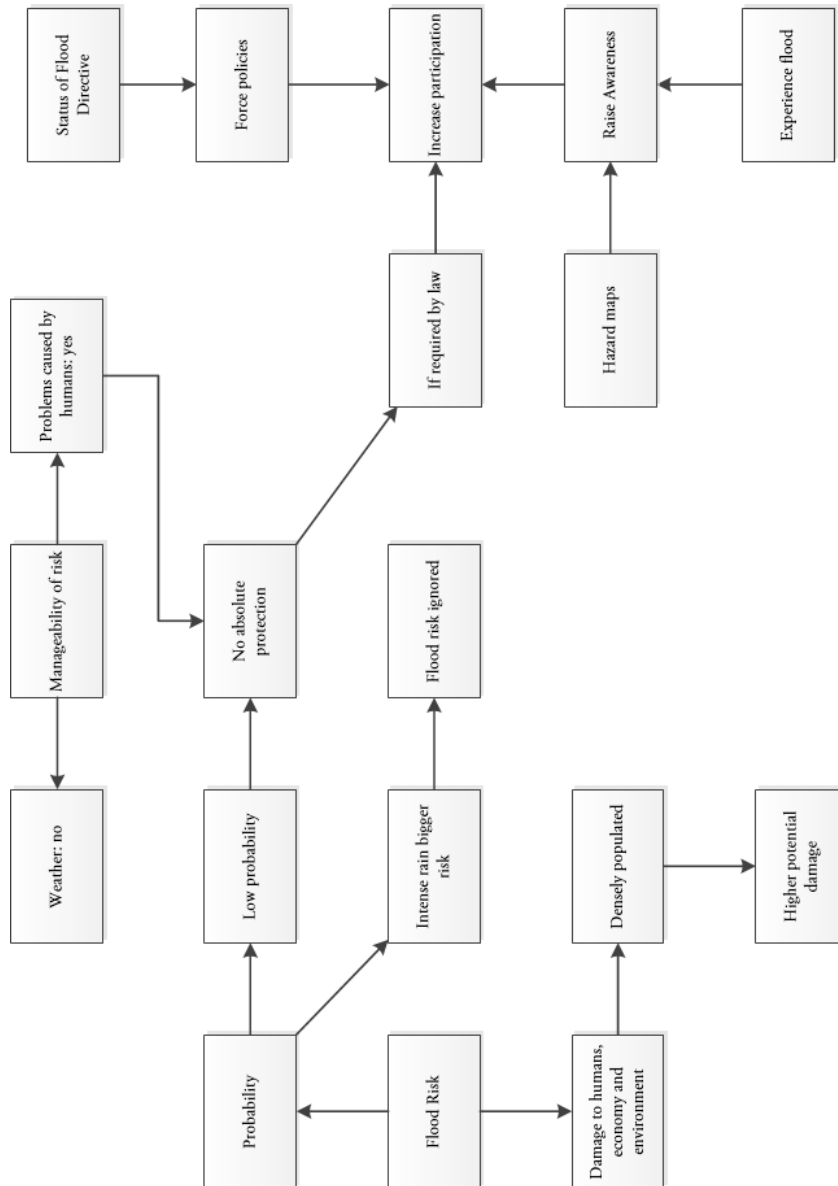 Weather: no
Manageability of risk
Problems caused by
humans: yes
Status of Flood
Directive
Probability
Low probability
No absolute
protection
Force policies
Flood Risk
Intense rain bigger
risk
Flood risk ignored
If required by law
Increase participation
Damage to humans,
economy and
environment
Densely populated
Hazard maps
Raise Awareness
Higher potential
damage
Experience flood